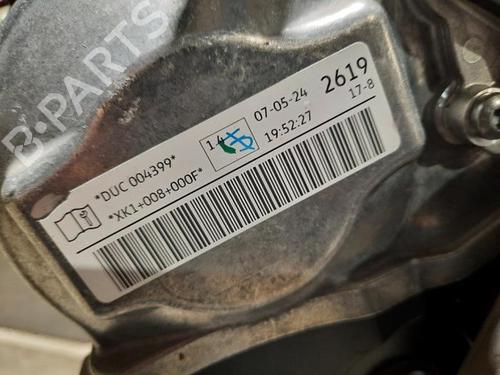 B-PARTS
*DUC 004399*
*XK1+008+000F*
14
07-05-24
19:52:27
2619
17-8